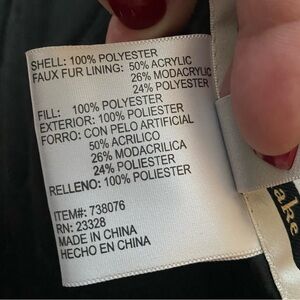 SHELL: 100% POLYESTER
FAUX FUR LINING: 50% ACRYLIC
26% MODACRYLIC
24% POLYESTER
FILL: 100% POLYESTER
EXTERIOR: 100% POLIESTER
FORRO: CON PELO ARTIFICIAL
50% ACRILICO
26% MODACRILICA
24% POLIESTER
RELLENO: 100% POLIESTER
ITEM#: 738076
RN: 23328
MADE IN CHINA
HECHO EN CHINA
ake